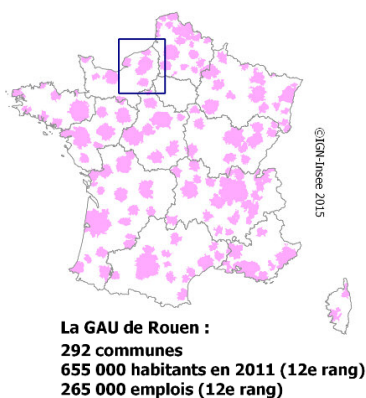 ©IGN-Insee 2015
La GAU de Rouen :
292 communes
655 000 habitants en 2011 (12e rang)
265 000 emplois (12e rang)